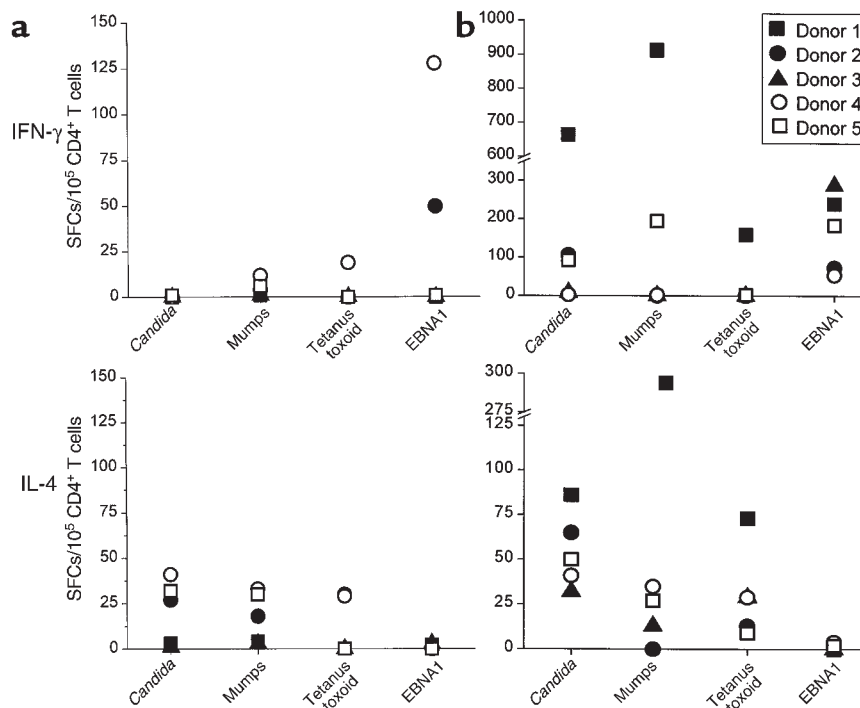 a
b
IFN-γ
SFCs/10⁵ CD4⁺ T cells
150
125
100
75
50
25
0
Candida
Mumps
Tetanus
toxoid
EBNA1
1000
900
800
700
600
300
200
100
0
Candida
Mumps
Tetanus
toxoid
EBNA1
Donor 1
Donor 2
Donor 3
Donor 4
Donor 5
IL-4
SFCs/10⁵ CD4⁺ T cells
150
125
100
75
50
25
0
Candida
Mumps
Tetanus
toxoid
EBNA1
300
275
125
100
75
50
25
0
Candida
Mumps
Tetanus
toxoid
EBNA1